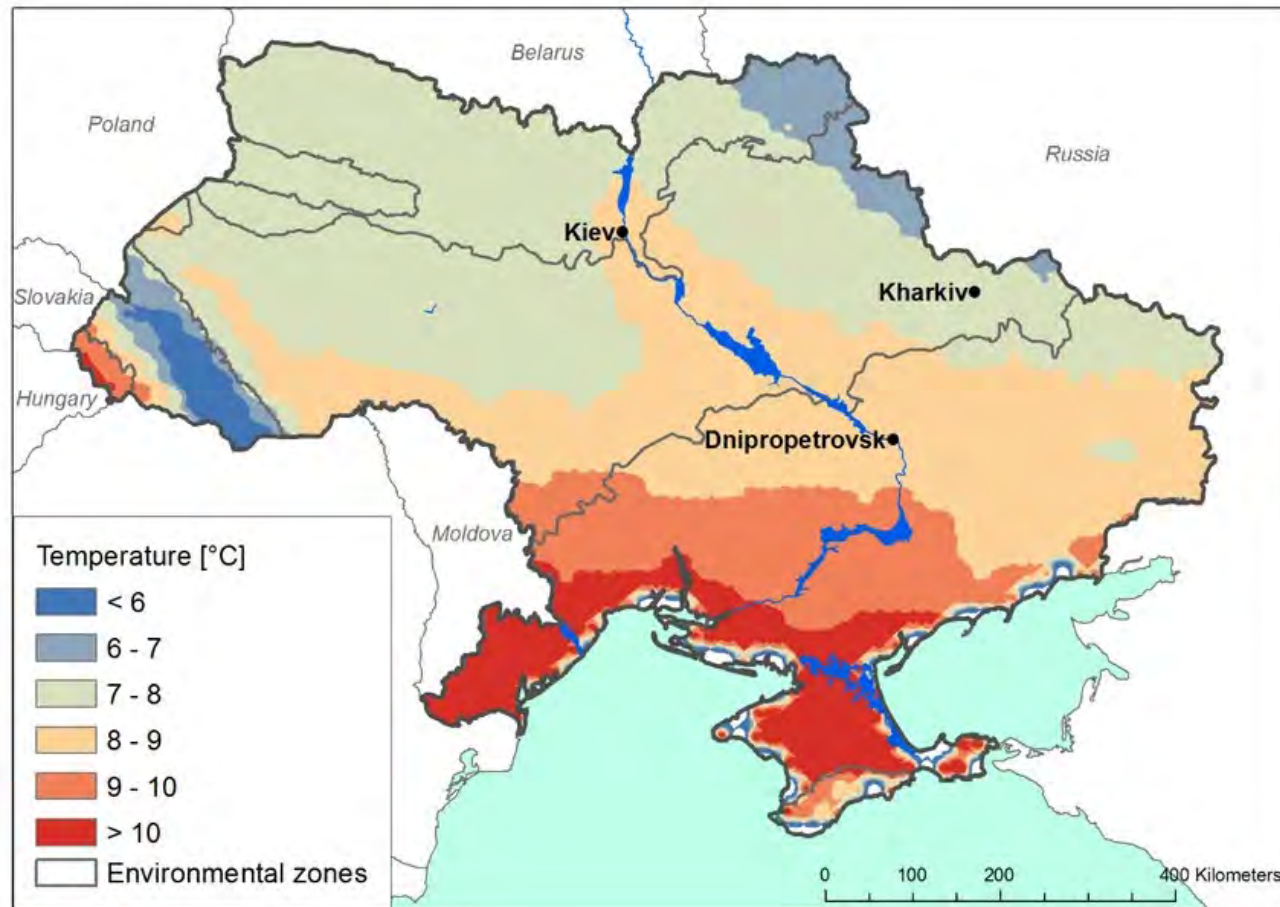 Belarus
Poland
Russia
Kiev
Slovakia
Kharkiv
Hungary
Dnipropetrovsk
Moldova
Temperature [°C]
< 6
6 - 7
7 - 8
8 - 9
9 - 10
> 10
Environmental zones
0 100 200 400 Kilometers